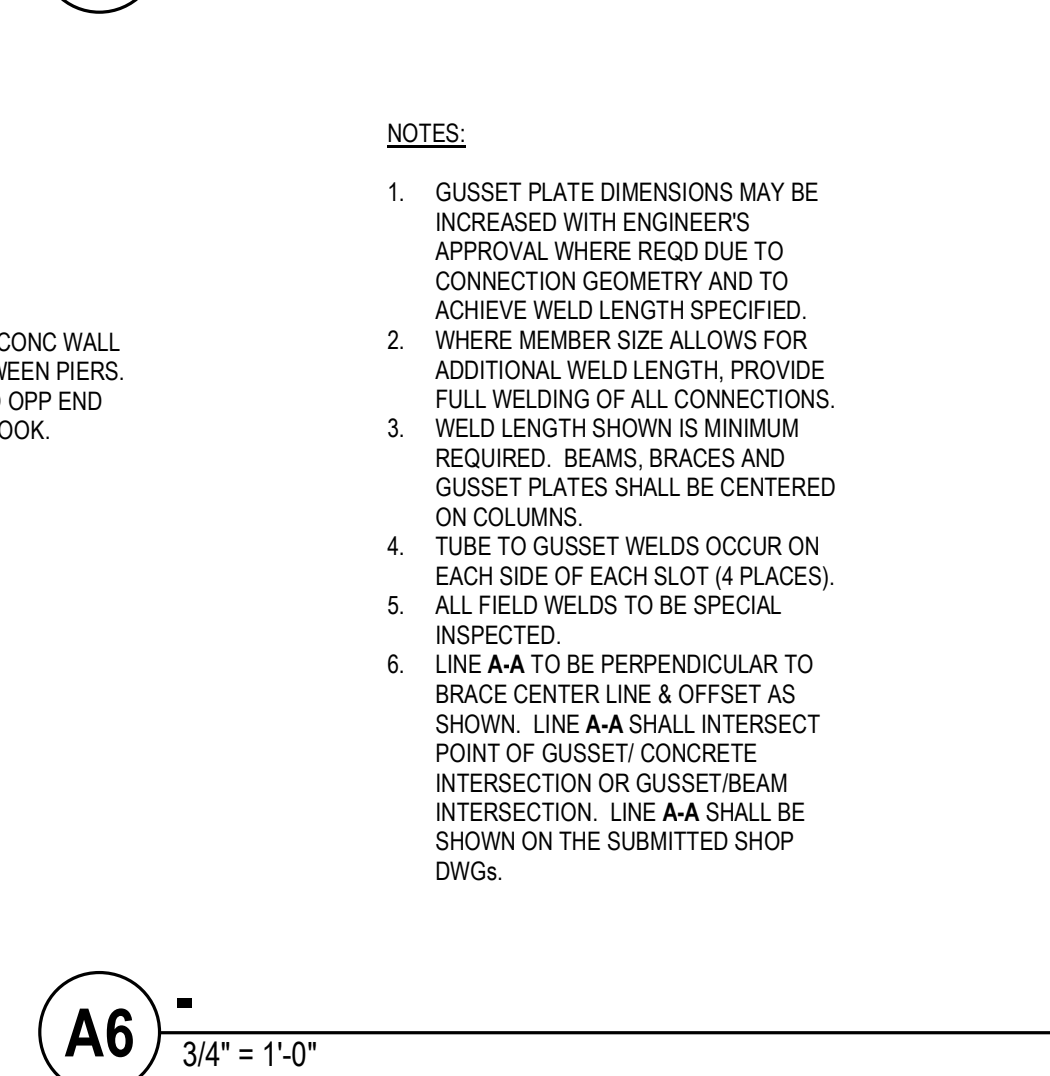 NOTES:
1. GUSSET PLATE DIMENSIONS MAY BE
INCREASED WITH ENGINEER'S
APPROVAL WHERE REQD DUE TO
CONNECTION GEOMETRY AND TO
ACHIEVE WELD LENGTH SPECIFIED.
2. WHERE MEMBER SIZE ALLOWS FOR
ADDITIONAL WELD LENGTH, PROVIDE
FULL WELDING OF ALL CONNECTIONS.
3. WELD LENGTH SHOWN IS MINIMUM
REQUIRED. BEAMS, BRACES AND
GUSSET PLATES SHALL BE CENTERED
ON COLUMNS.
4. TUBE TO GUSSET WELDS OCCUR ON
EACH SIDE OF EACH SLOT (4 PLACES).
5. ALL FIELD WELDS TO BE SPECIAL
INSPECTED.
6. LINE A-A TO BE PERPENDICULAR TO
BRACE CENTER LINE & OFFSET AS
SHOWN. LINE A-A SHALL INTERSECT
POINT OF GUSSET/ CONCRETE
INTERSECTION OR GUSSET/BEAM
INTERSECTION. LINE A-A SHALL BE
SHOWN ON THE SUBMITTED SHOP
DWGs.
CONC WALL
PIERS.
OPP END
A6
-
3/4" = 1'-0"